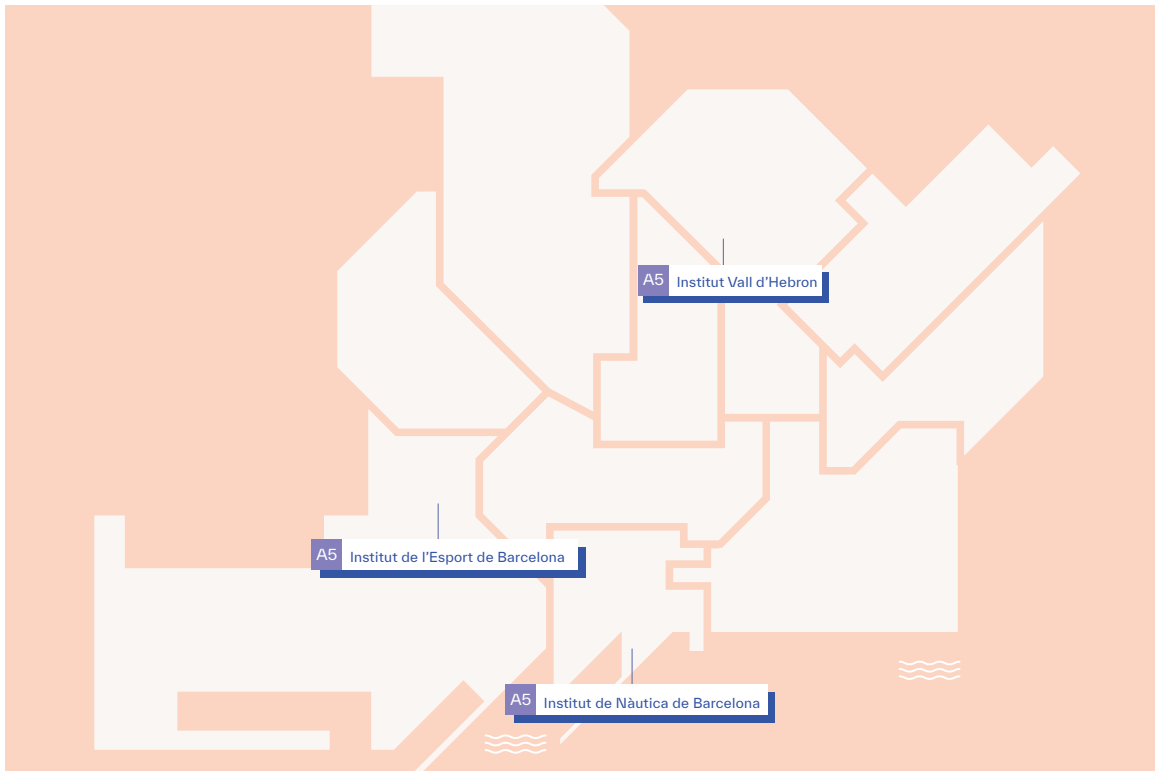 A5 Institut Vall d’Hebron
A5 Institut de l’Esport de Barcelona
A5 Institut de Nàutica de Barcelona